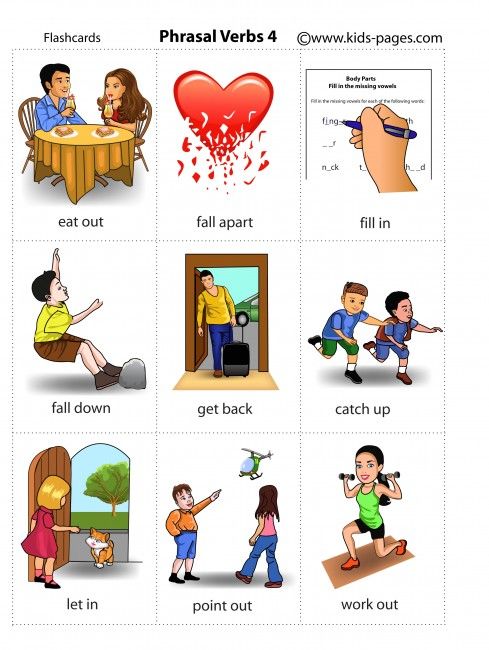 Flashcards
Phrasal Verbs 4
©www.kids-pages.com
Body Parts
Fill in the missing vowels
Fill in the missing vowels for each of the following words:
fing
h
_ _r
n_ck
t_
h_ _d
eat out
fall apart
fill in
fall down
get back
catch up
let in
point out
work out